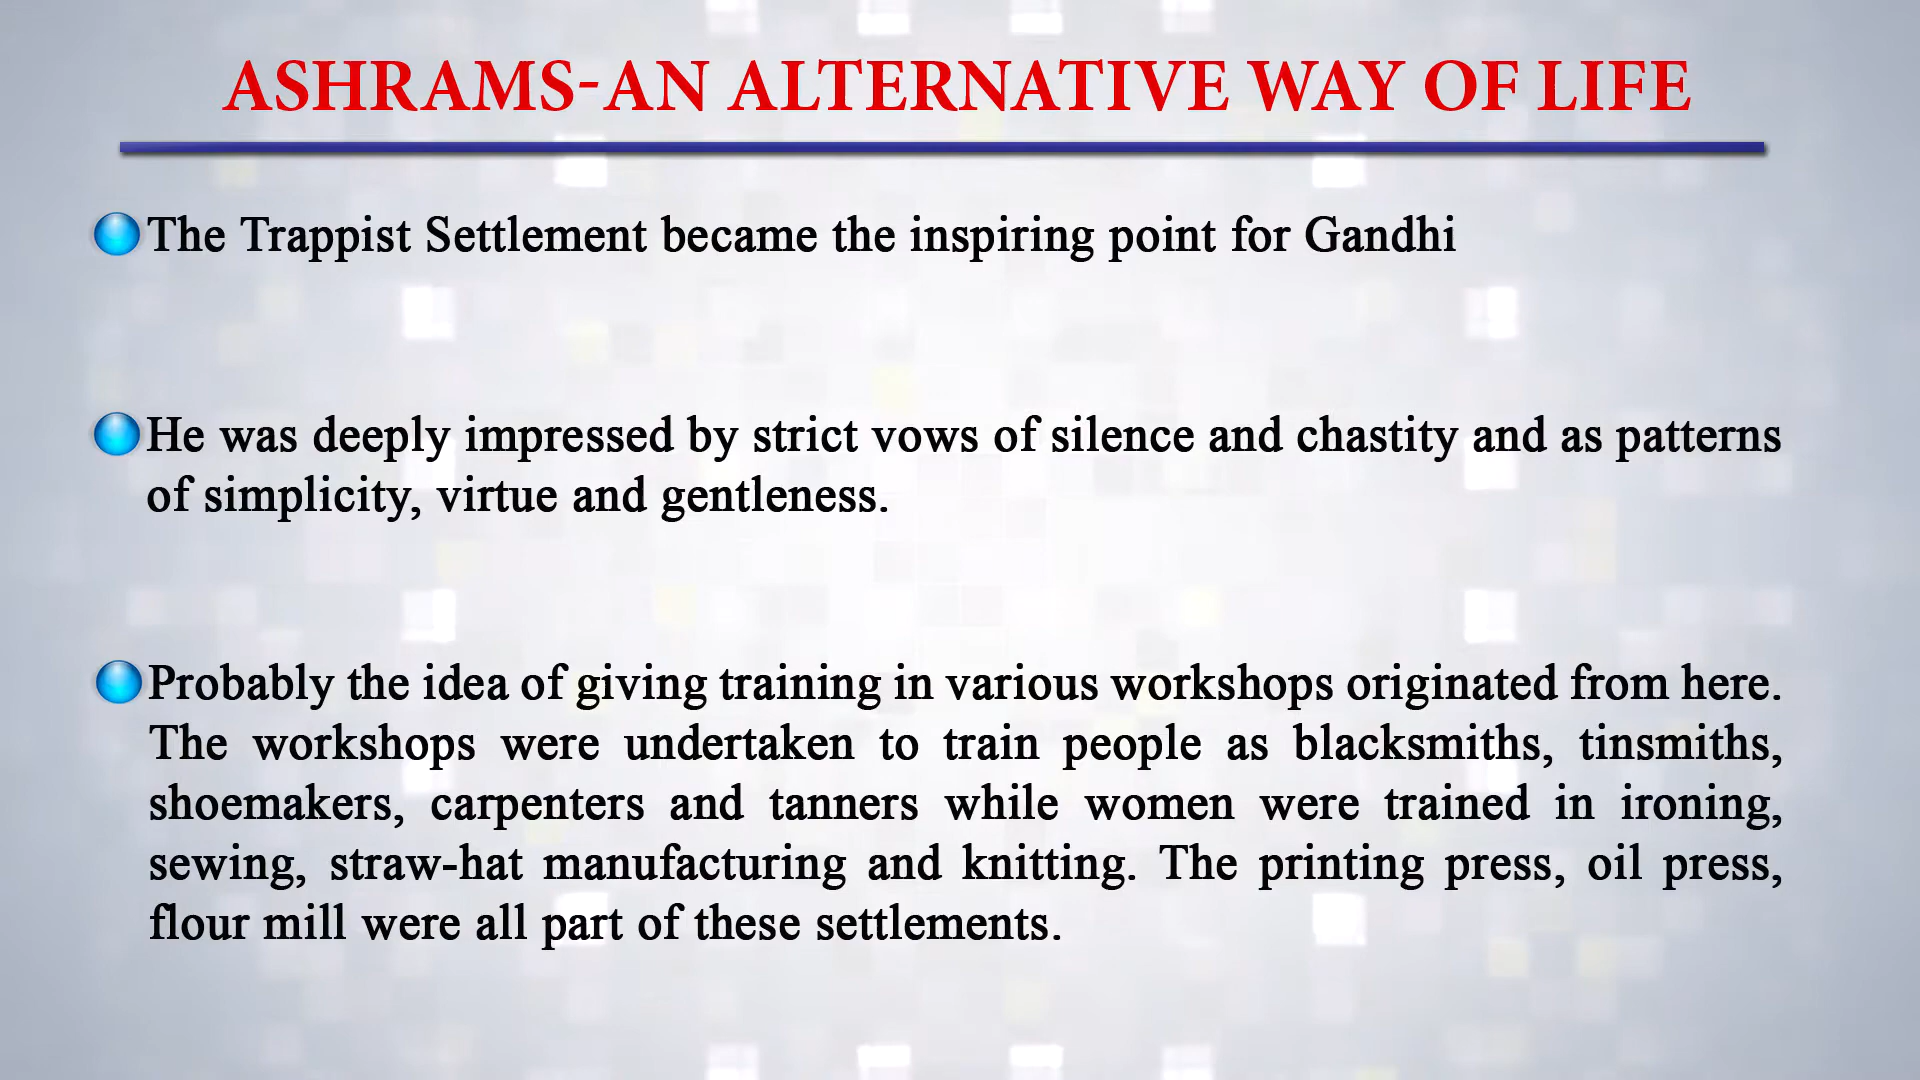 ASHRAMS-AN ALTERNATIVE WAY OF LIFE
The Trappist Settlement became the inspiring point for Gandhi
He was deeply impressed by strict vows of silence and chastity and as patterns
of simplicity, virtue and gentleness.
Probably the idea of giving training in various workshops originated from here.
The workshops were undertaken to train people as blacksmiths, tinsmiths,
shoemakers, carpenters and tanners while women were trained in ironing,
sewing, straw-hat manufacturing and knitting. The printing press, oil press,
flour mill were all part of these settlements.